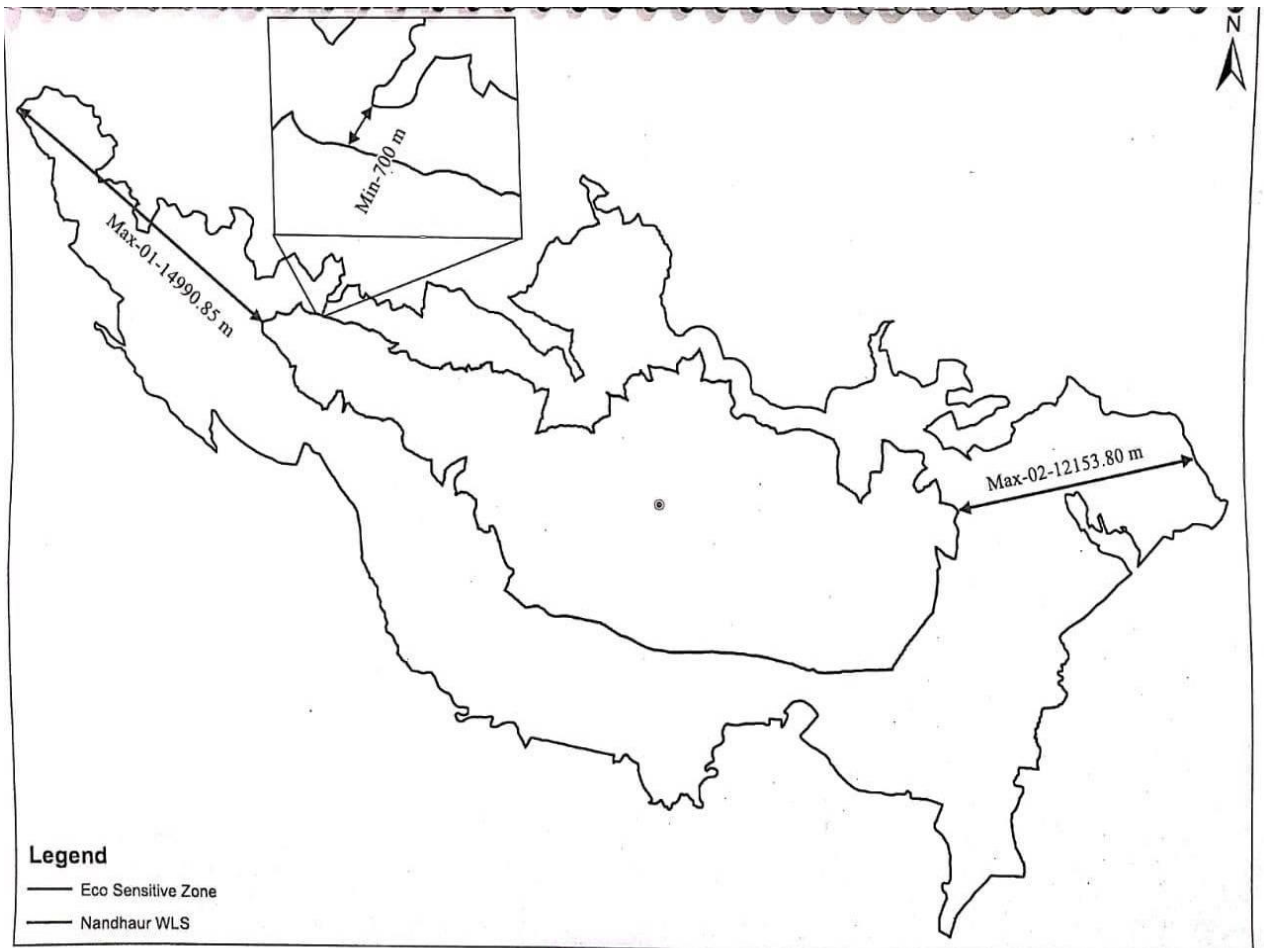 N
Min-700 m
Max-01-14990.85 m
Max-02-12153.80 m
Legend
Eco Sensitive Zone
Nandhaur WLS